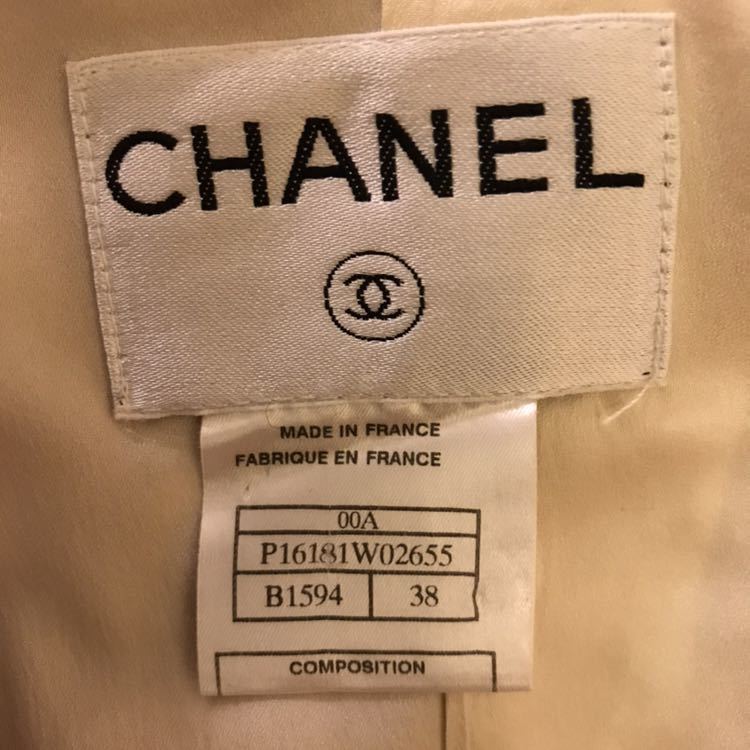 CHANEL
MADE IN FRANCE
FABRIQUE EN FRANCE
00A
P16181W02655
B1594 38
COMPOSITION